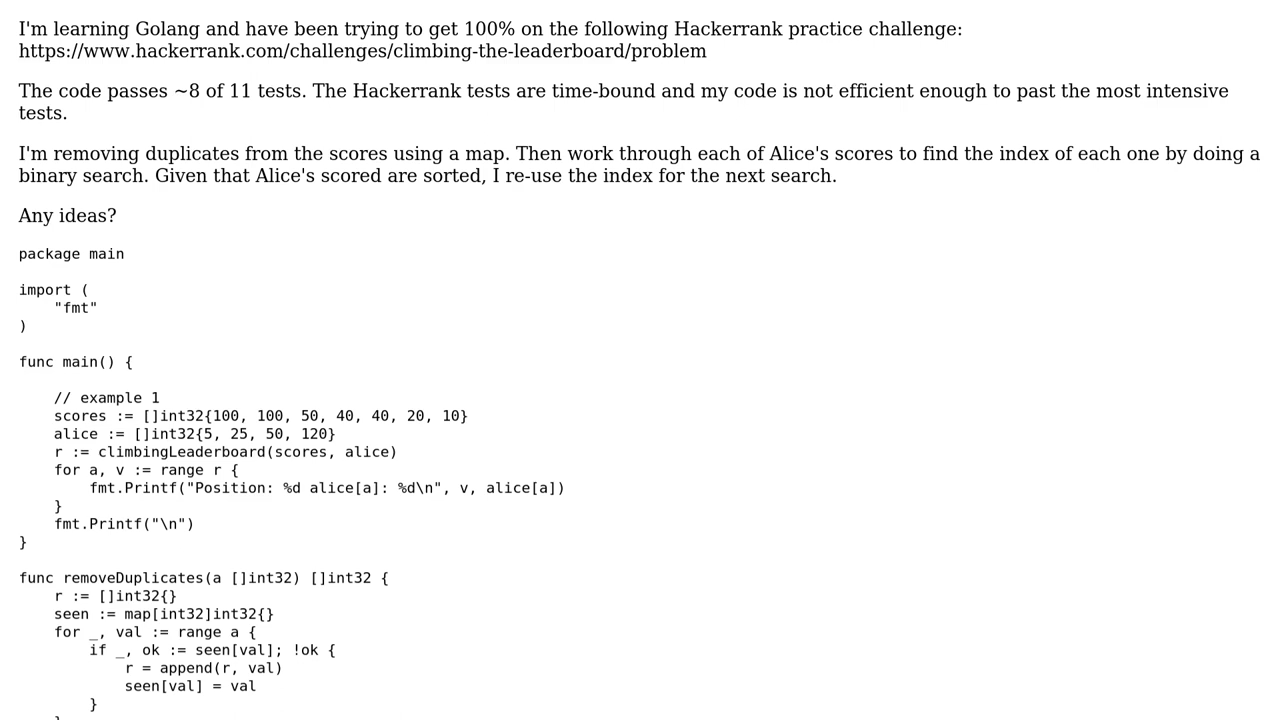 I'm learning Golang and have been trying to get 100% on the following Hackerrank practice challenge:
https://www.hackerrank.com/challenges/climbing-the-leaderboard/problem
The code passes ~8 of 11 tests. The Hackerrank tests are time-bound and my code is not efficient enough to past the most intensive
tests.
I'm removing duplicates from the scores using a map. Then work through each of Alice's scores to find the index of each one by doing a
binary search. Given that Alice's scored are sorted, I re-use the index for the next search.
Any ideas?
package main
import (
    "fmt"
)
func main() {
    // example 1
    scores := []int32{100, 100, 50, 40, 40, 20, 10}
    alice := []int32{5, 25, 50, 120}
    r := climbingLeaderboard(scores, alice)
    for a, v := range r {
        fmt.Printf("Position: %d alice[a]: %d\n", v, alice[a])
    }
    fmt.Printf("\n")
}
func removeDuplicates(a []int32) []int32 {
    r := []int32{}
    seen := map[int32]int32{}
    for _, val := range a {
        if _, ok := seen[val]; !ok {
            r = append(r, val)
            seen[val] = val
        }